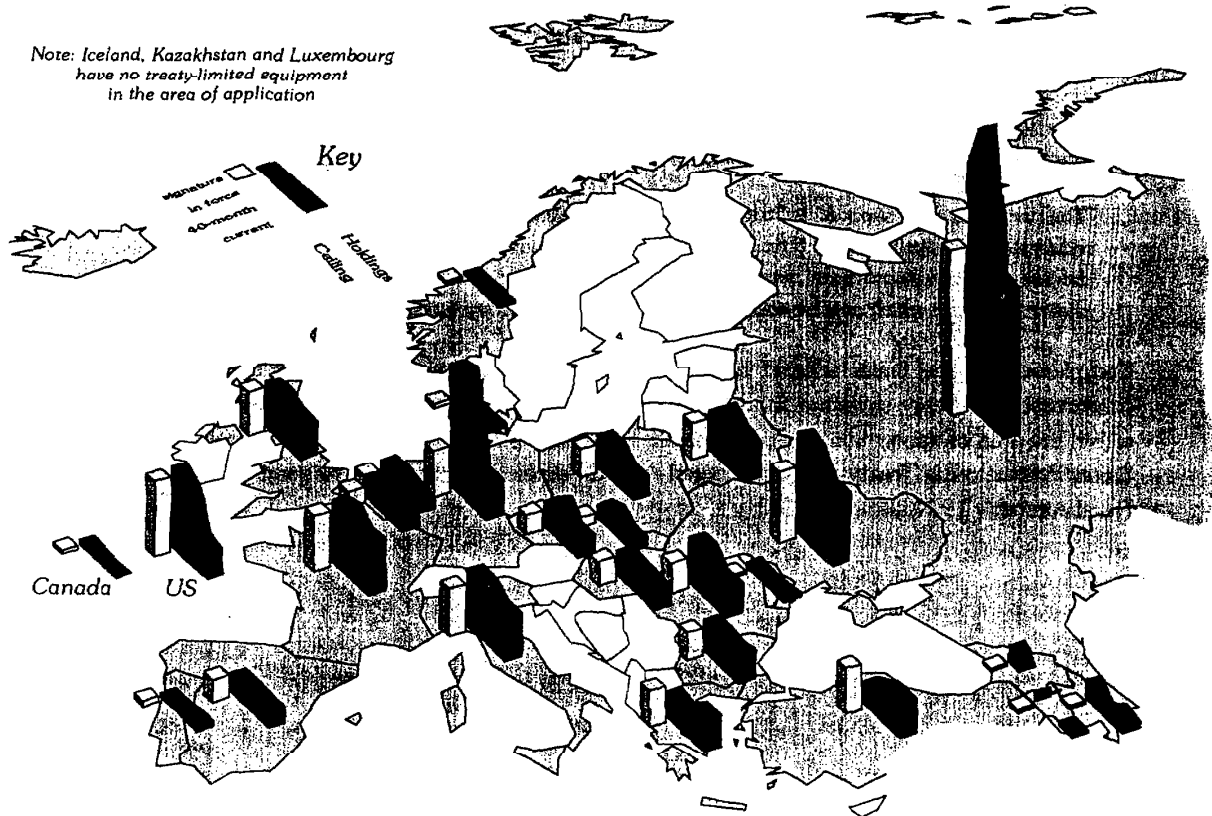 Note: Iceland, Kazakhstan and Luxembourg
have no treaty-limited equipment
in the area of application
Key
signature
in force
40-month
current
Holdings
Ceiling
Canada
US